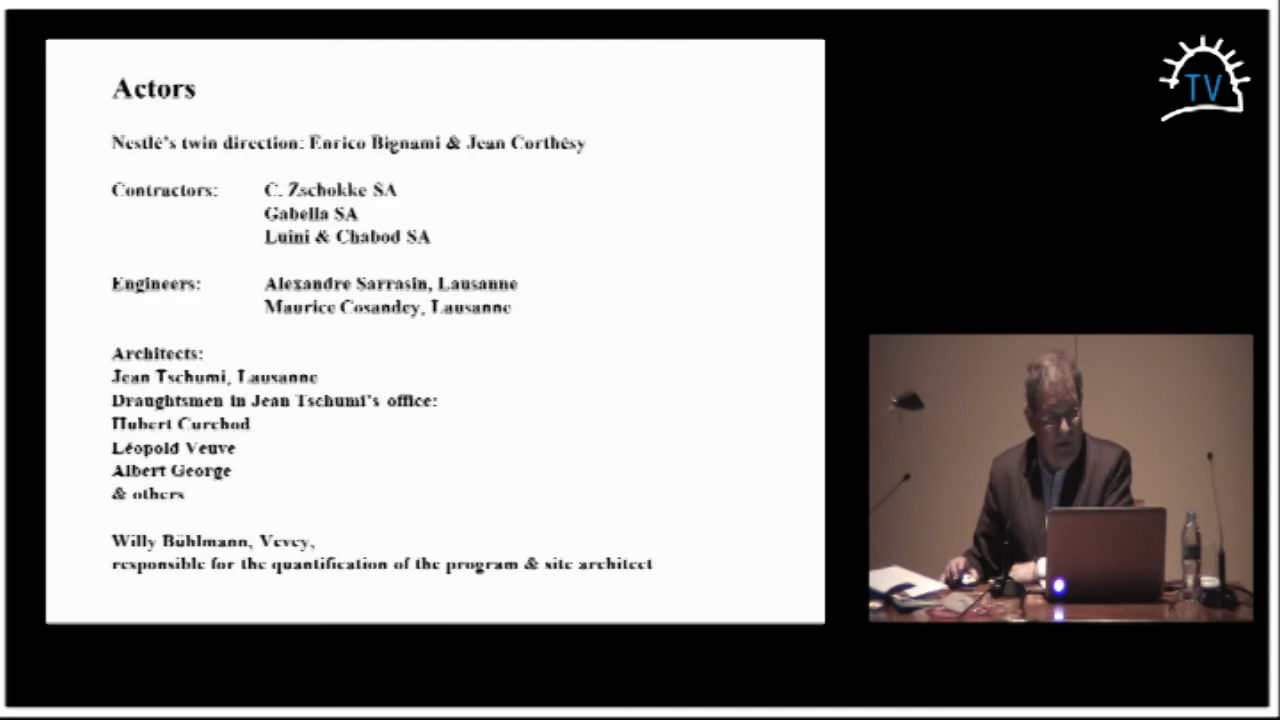 Actors
Nestlé's twin direction: Enrico Bignami & Jean Corthésy
Contractors: C. Zschokke SA
Gabella SA
Luini & Chabod SA
Engineers: Alexandre Sarrasin, Lausanne
Maurice Cosandey, Lausanne
Architects:
Jean Tschumi, Lausanne
Draughtsmen in Jean Tschumi's office:
Hubert Curchod
Léopold Veuve
Albert George
& others
Willy Bühlmann, Vevey,
responsible for the quantification of the program & site architect
TV